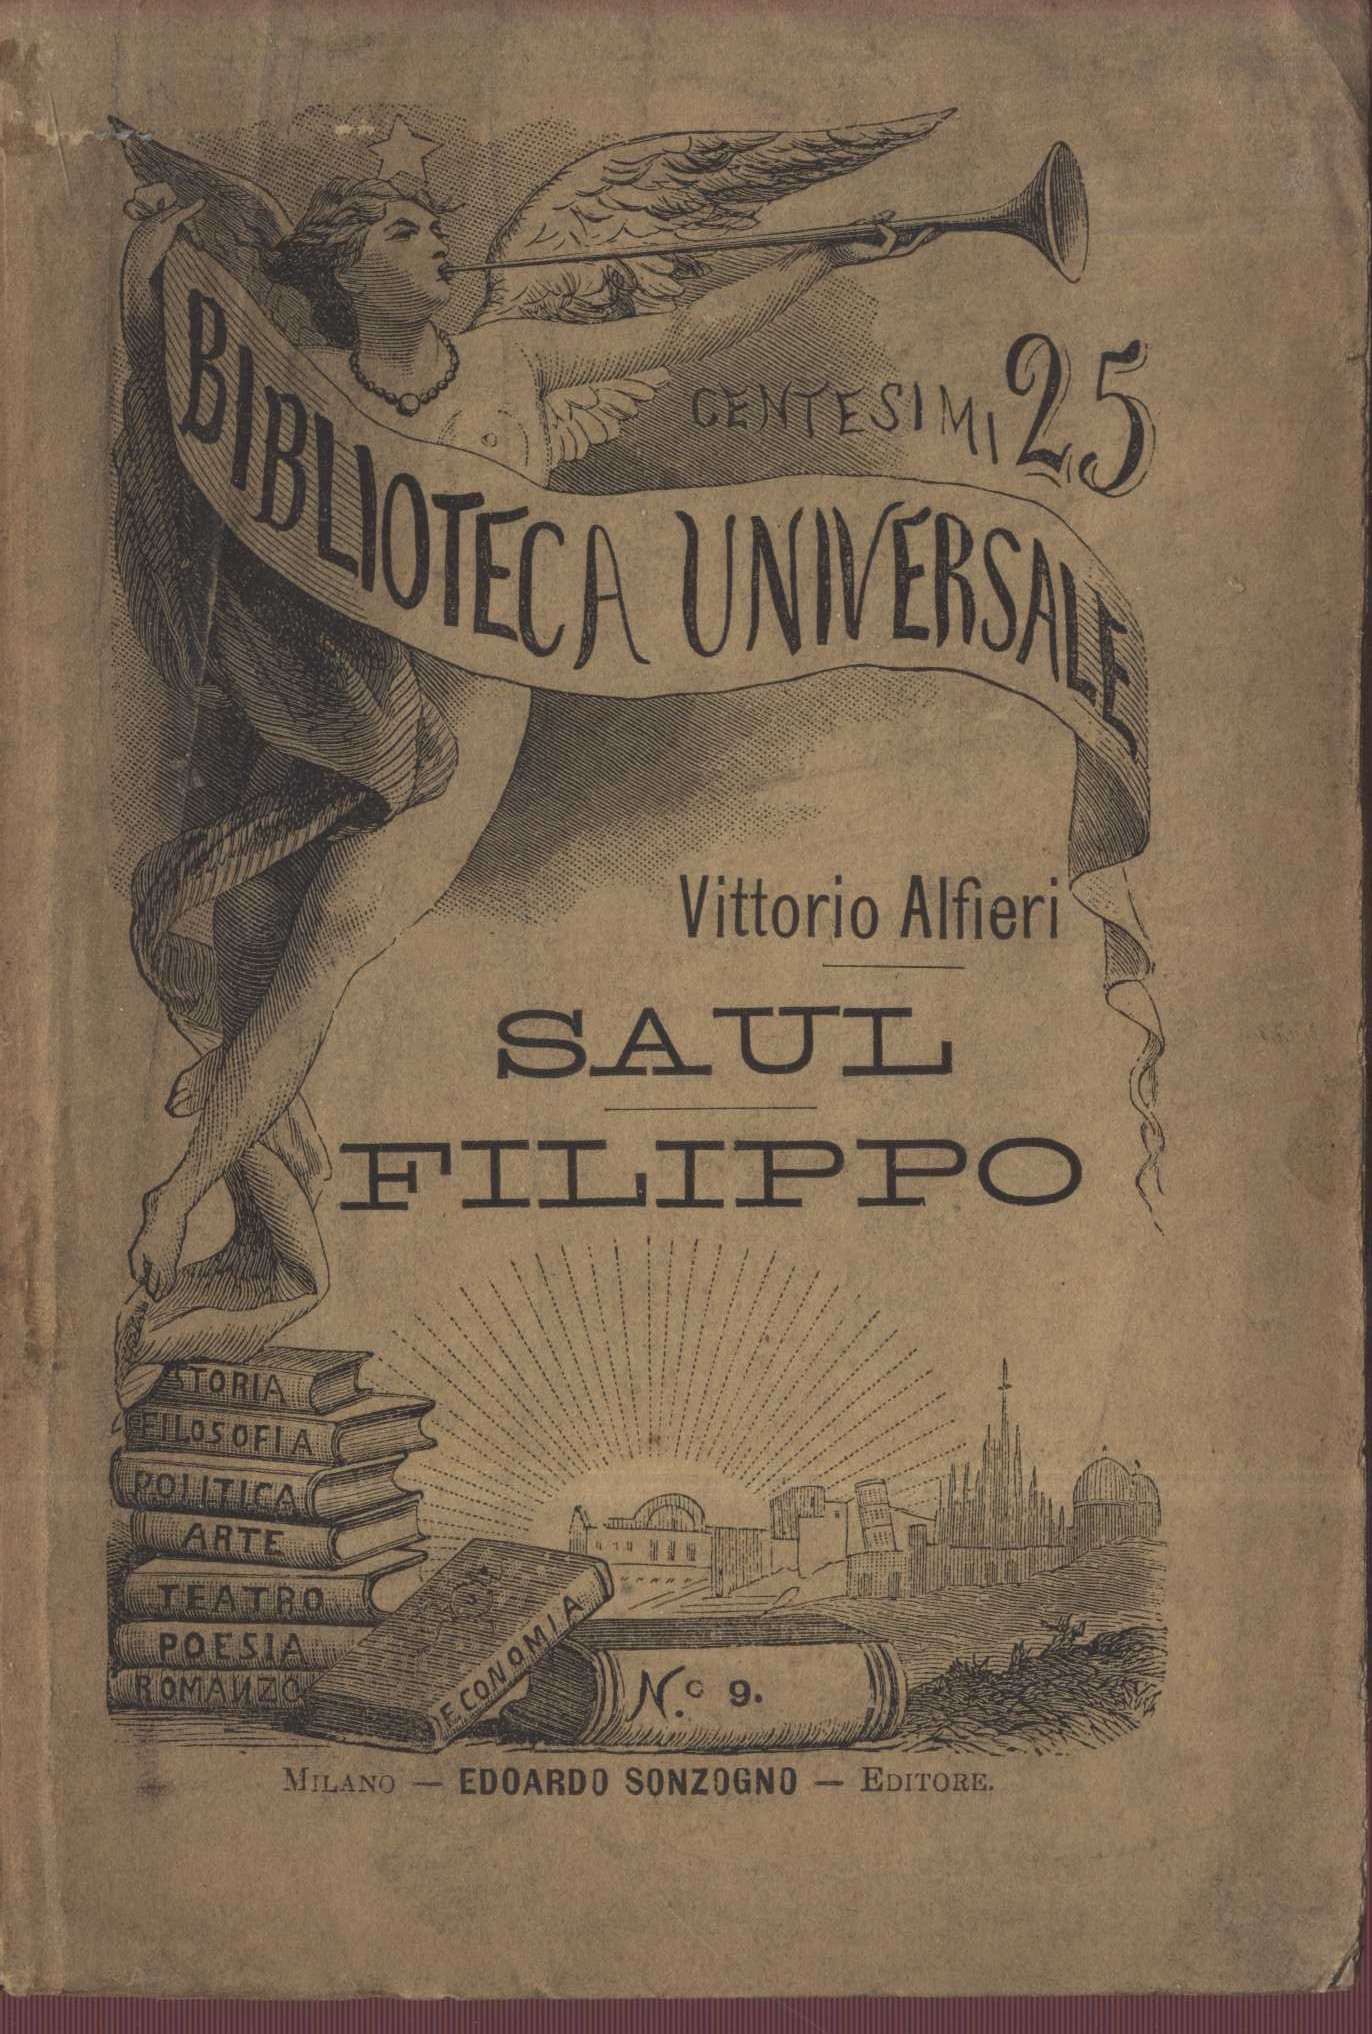 CENTESIMI 25
BIBLIOTECA UNIVERSALE
Vittorio Alfieri
SAUL
FILIPPO
STORIA
FILOSOFIA
POLITICA
ARTE
TEATRO
POESIA
ROMANZO
ECONOMIA
N.o 9.
MILANO — EDOARDO SONZOGNO — EDITORE.